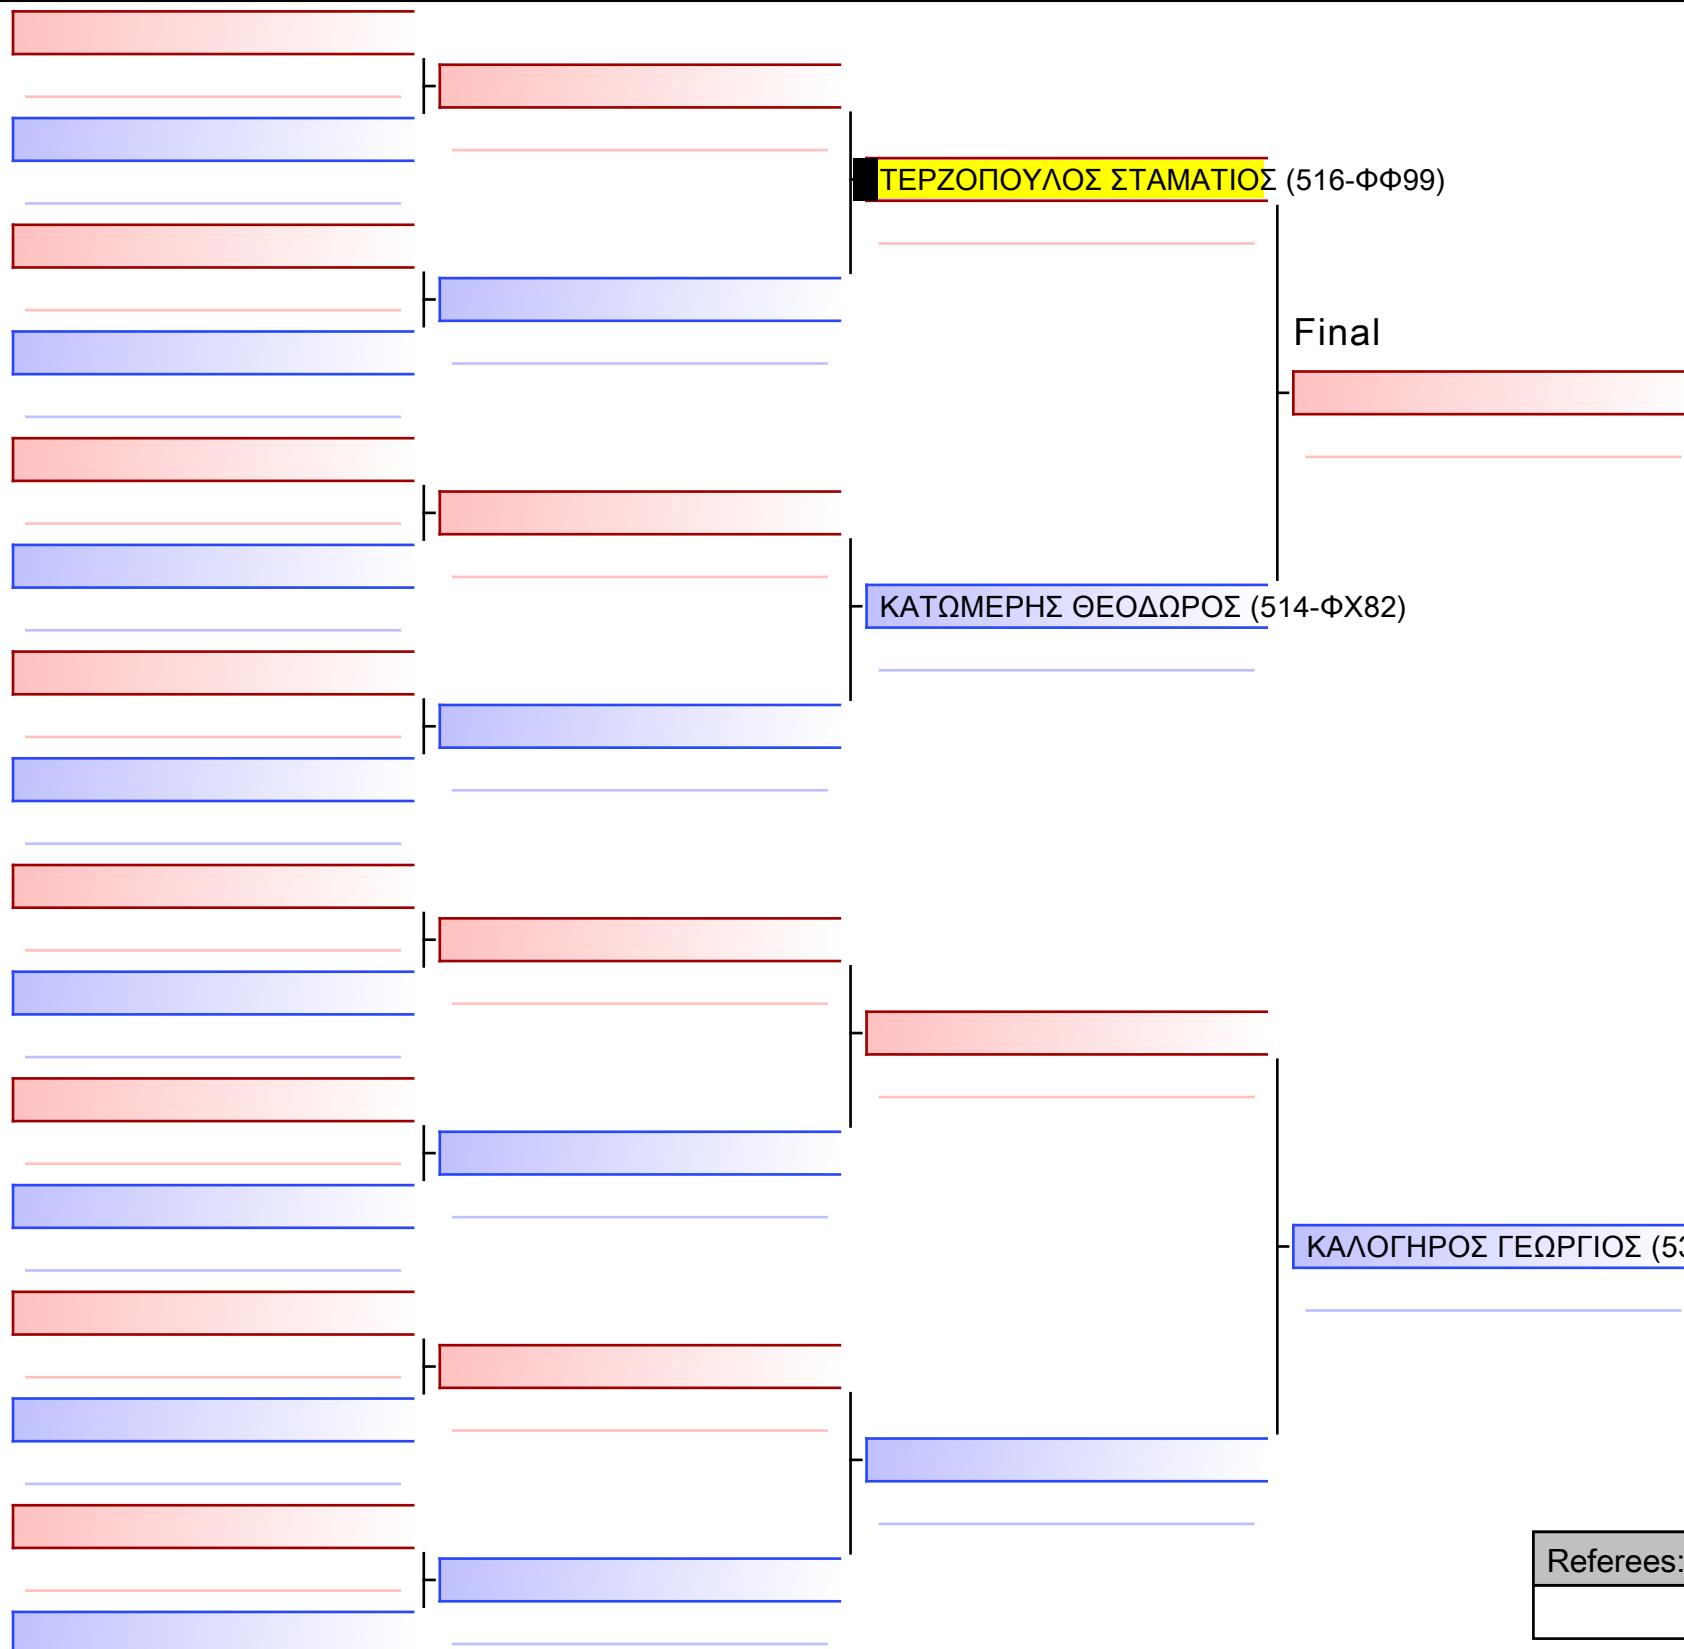 ΤΕΡΖΟΠΟΥΛΟΣ ΣΤΑΜΑΤΙΟΣ (516-ΦΦ99)
Final
ΚΑΤΩΜΕΡΗΣ ΘΕΟΔΩΡΟΣ (514-ΦΧ82)
ΚΑΛΟΓΗΡΟΣ ΓΕΩΡΓΙΟΣ
Referees: